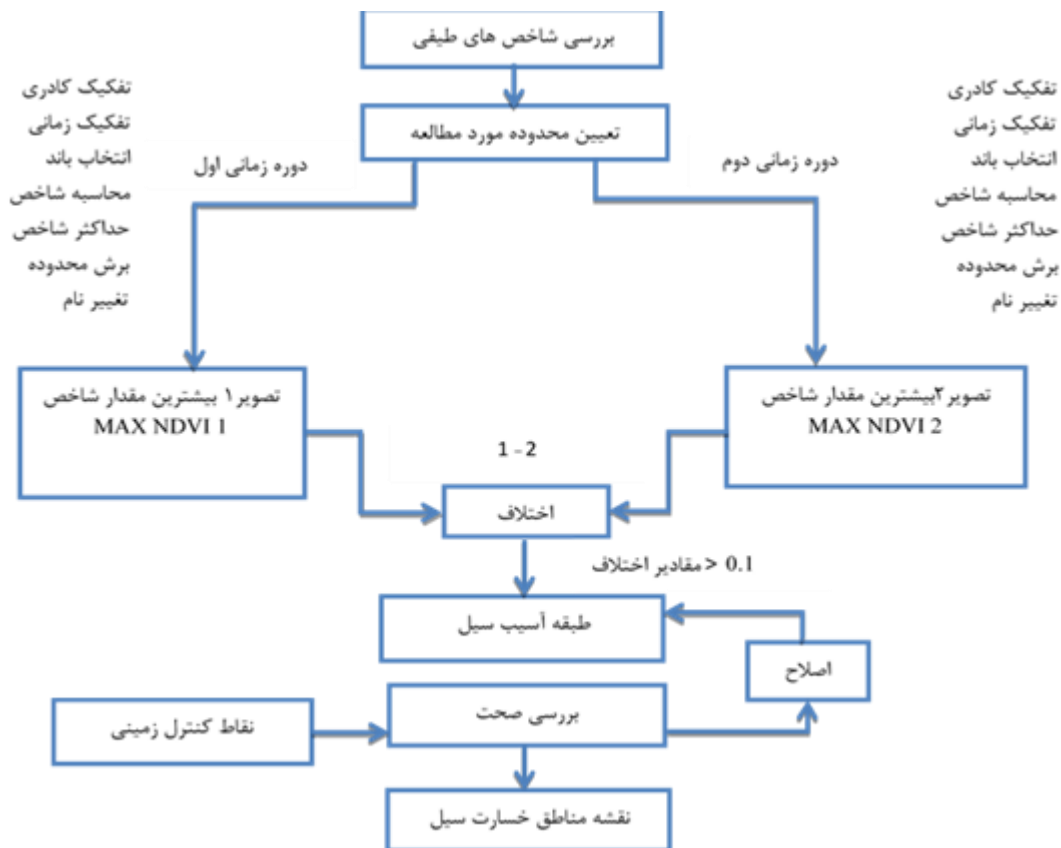 بررسی شاخص های طیفی
تعیین محدوده مورد مطالعه
دوره زمانی دوم
دوره زمانی اول
تفکیک کادری
تفکیک زمانی
انتخاب باند
محاسبه شاخص
حداکثر شاخص
برش محدوده
تغییر نام
تفکیک کادری
تفکیک زمانی
انتخاب باند
محاسبه شاخص
حداکثر شاخص
برش محدوده
تغییر نام
تصویر۲بیشترین مقدار شاخص
MAX NDVI 2
تصویر۱ بیشترین مقدار شاخص
MAX NDVI 1
1 - 2
اختلاف
0.1 < مقادیر اختلاف
طبقه آسیب سیل
اصلاح
بررسی صحت
نقاط کنترل زمینی
نقشه مناطق خسارت سیل